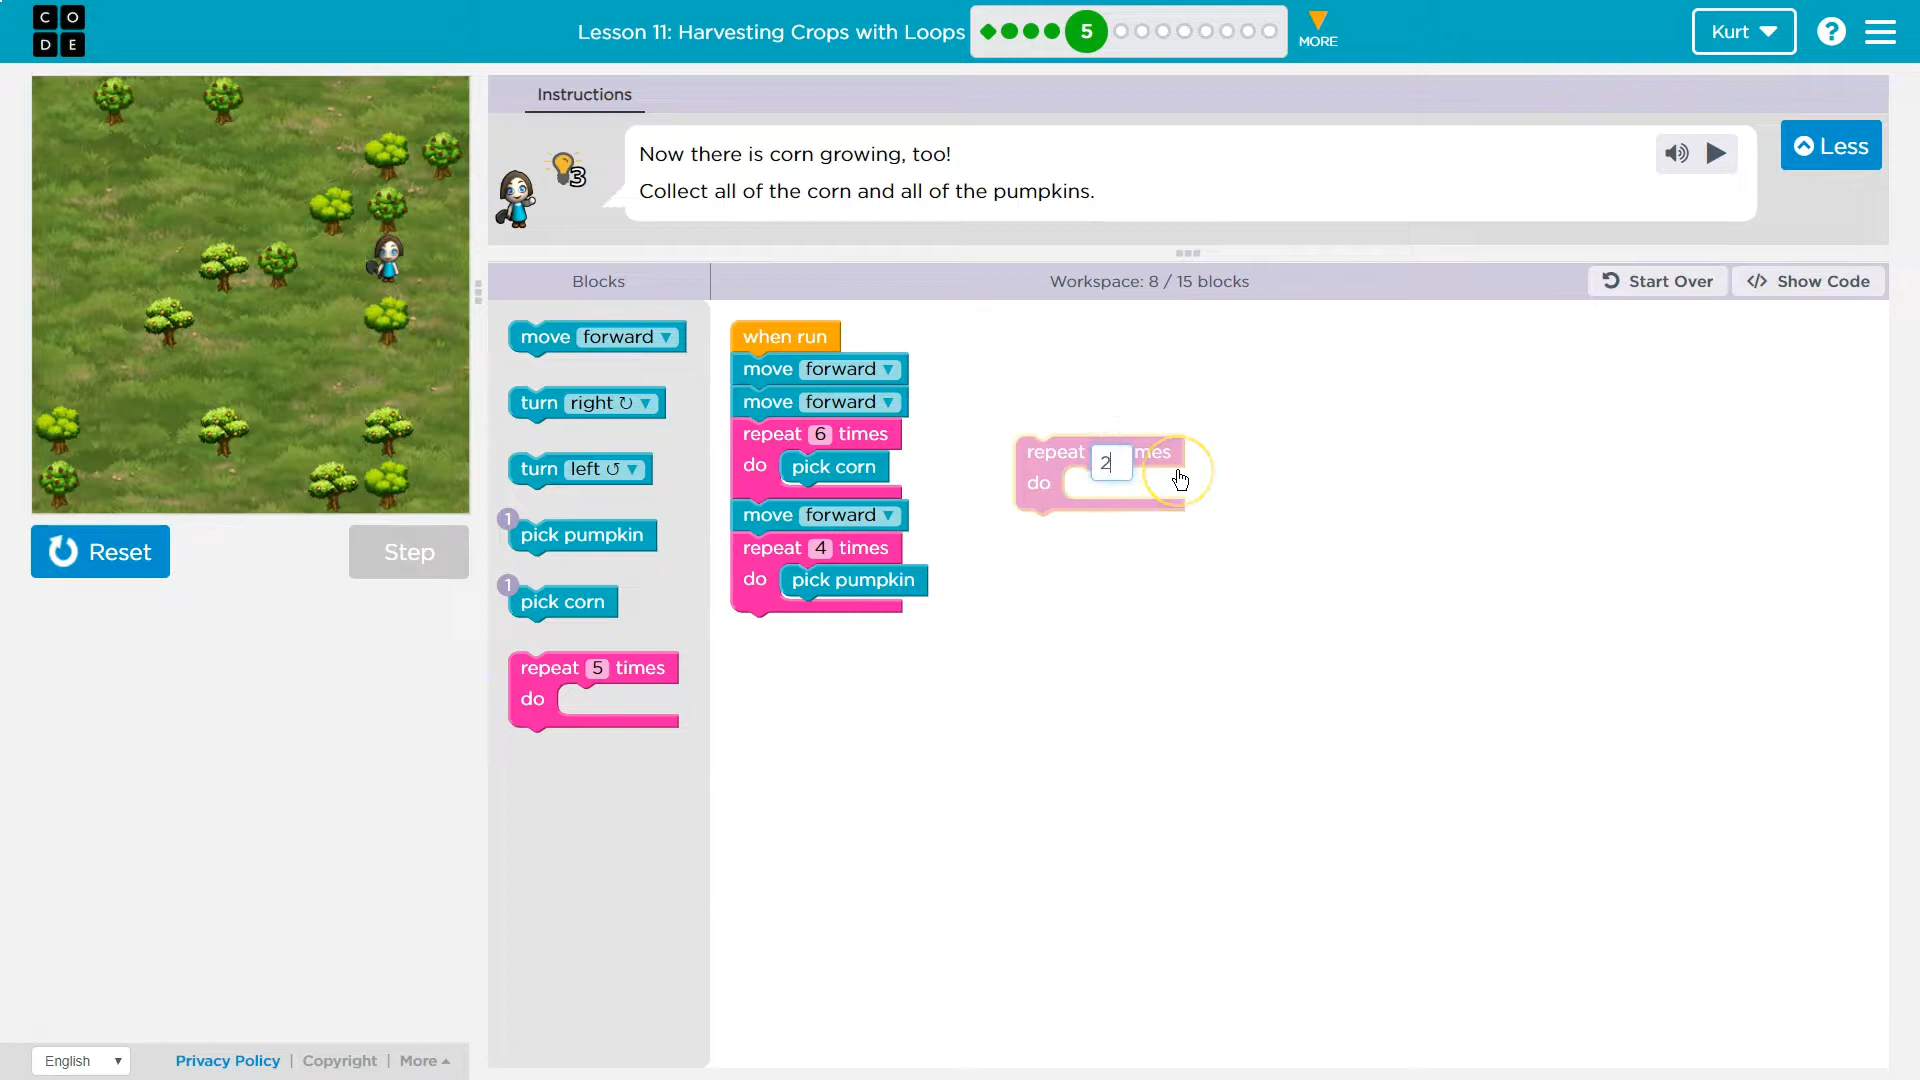 C O
D E
Lesson 11: Harvesting Crops with Loops
5
MORE
Kurt
?
Instructions
3
Now there is corn growing, too!
Collect all of the corn and all of the pumpkins.
Less
Blocks
Workspace: 8 / 15 blocks
Start Over
</> Show Code
move forward
turn right
turn left
1
pick pumpkin
1
pick corn
repeat 5 times
do
when run
move forward
move forward
repeat 6 times
do pick corn
move forward
repeat 4 times
do pick pumpkin
repeat 2 mes
do
Reset
Step
English
Privacy Policy | Copyright | More